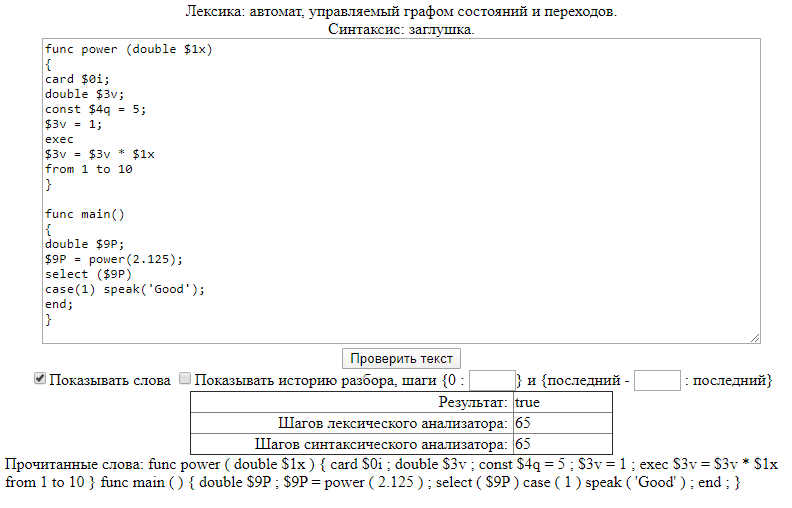 Лексика: автомат, управляемый графом состояний и переходов.
Синтаксис: заглушка.
func power (double $1x)
{
card $0i;
double $3v;
const $4q = 5;
$3v = 1;
exec
$3v = $3v * $1x
from 1 to 10
}

func main()
{
double $9P;
$9P = power(2.125);
select ($9P)
case(1) speak('Good');
end;
}
Проверить текст
Показывать слова Показывать историю разбора, шаги {0 : } и {последний - : последний}
Результат: true
Шагов лексического анализатора: 65
Шагов синтаксического анализатора: 65
Прочитанные слова: func power ( double $1x ) { card $0i ; double $3v ; const $4q = 5 ; $3v = 1 ; exec $3v = $3v * $1x
from 1 to 10 } func main ( ) { double $9P ; $9P = power ( 2.125 ) ; select ( $9P ) case ( 1 ) speak ( 'Good' ) ; end ; }